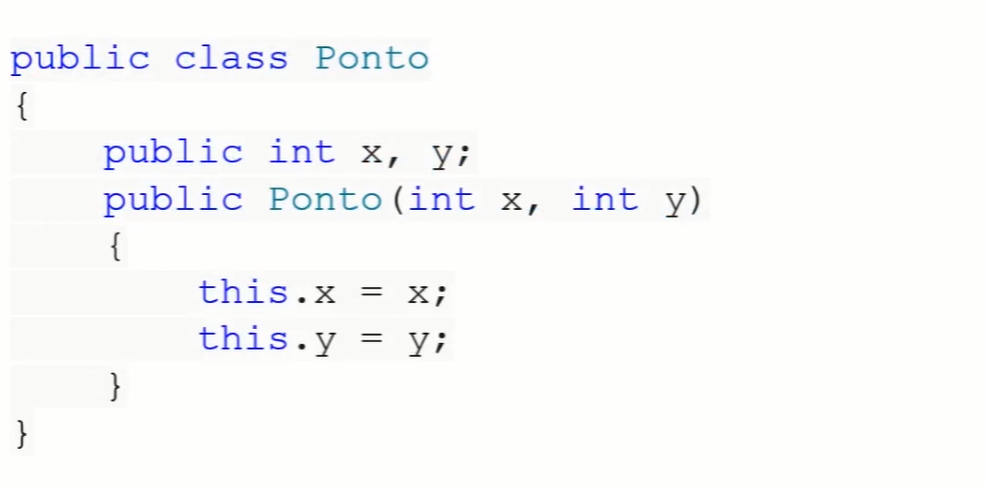 public class Ponto
{
    public int x, y;
    public Ponto(int x, int y)
    {
        this.x = x;
        this.y = y;
    }
}